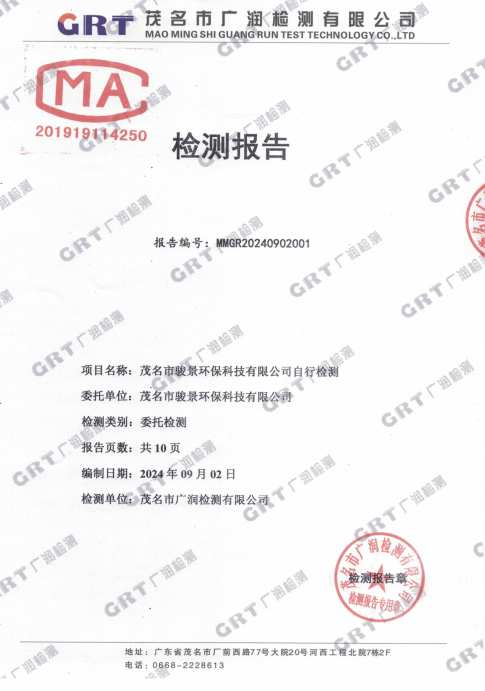 GRT 茂名市广润检测有限公司
MAO MING SHI GUANG RUN TEST TECHNOLOGY CO.,LTD
MA
201919114250
检测报告
报告编号：MMGR20240902001
项目名称：茂名市骏景环保科技有限公司自行检测
委托单位：茂名市骏景环保科技有限公司
检测类别：委托检测
报告页数：共 10 页
编制日期：2024 年 09 月 02 日
检测单位：茂名市广润检测有限公司
茂名市广润检测有限公司
检测报告章
检测报告专用章
地址：广东省茂名市厂前西路77号大院20号河西工程北院7栋2F
电话：0668-2228613
GRT 广润检测